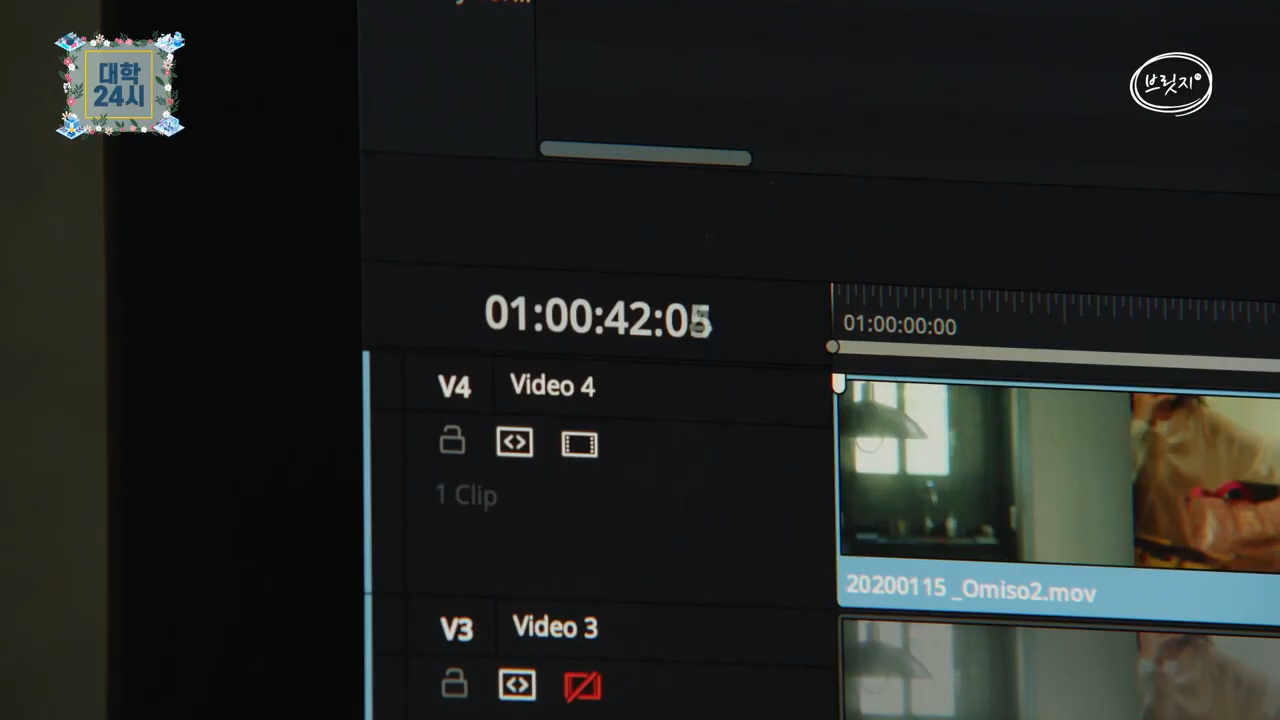 대학
24시
브릿지
01:00:42:05
01:00:00:00
V4 Video 4
1 Clip
20200115 _Omiso2.mov
V3 Video 3